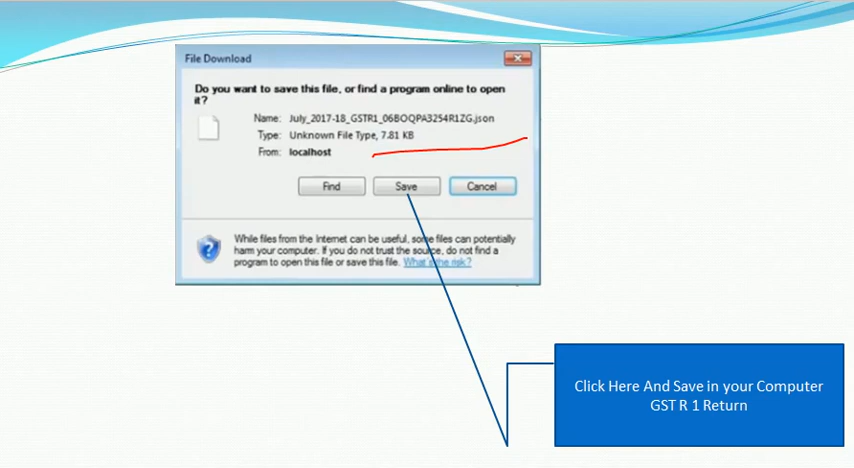 File Download
Do you want to save this file, or find a program online to open
it?
Name: July_2017-18_GSTR1_06BOQPA3254R1ZG.json
Type: Unknown File Type, 7.81 KB
From: localhost
Find Save Cancel
While files from the Internet can be useful, some files can potentially
harm your computer. If you do not trust the source, do not find a
program to open this file or save this file. What's the risk?
Click Here And Save in your Computer
GST R 1 Return